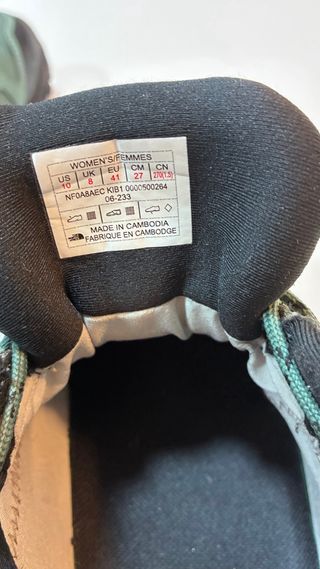 WOMEN'S/FEMMES
US UK EU CM CN
10 8 41 27 270(1.5)
NF0A8AEC KIB1 0000500264
06-233
MADE IN CAMBODIA
FABRIQUE EN CAMBODGE